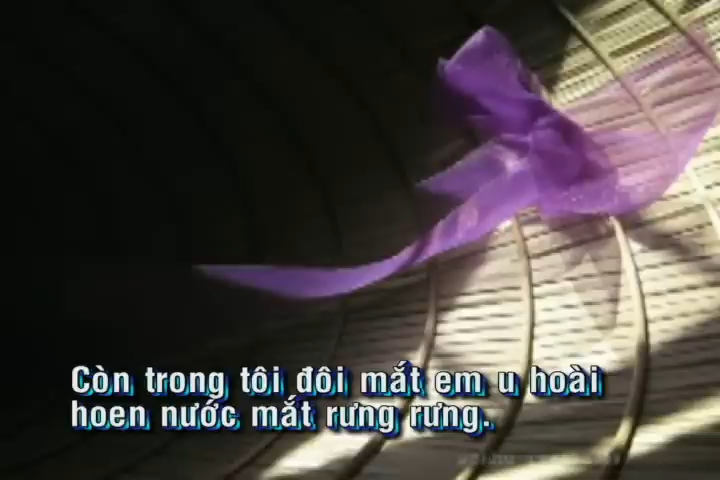 Còn trong tôi đôi mắt em u hoài
hoen nước mắt rưng rưng.